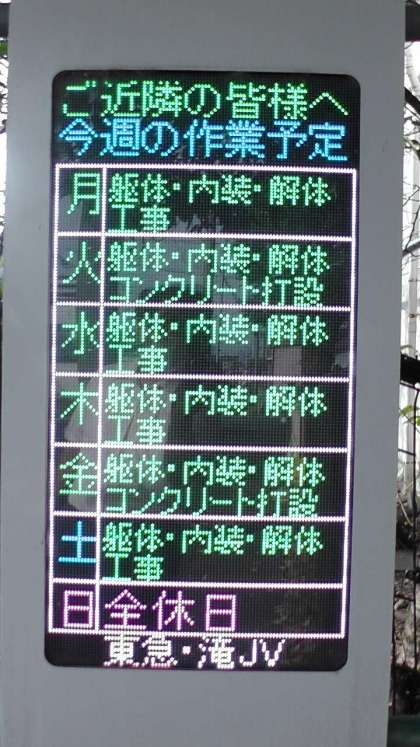 ご近隣の皆様へ
今週の作業予定
月 躯体・内装・解体
工事
火 躯体・内装・解体
コンクリート打設
水 躯体・内装・解体
工事
木 躯体・内装・解体
工事
金 躯体・内装・解体
コンクリート打設
土 躯体・内装・解体
工事
日 全休日
東急・滝JV